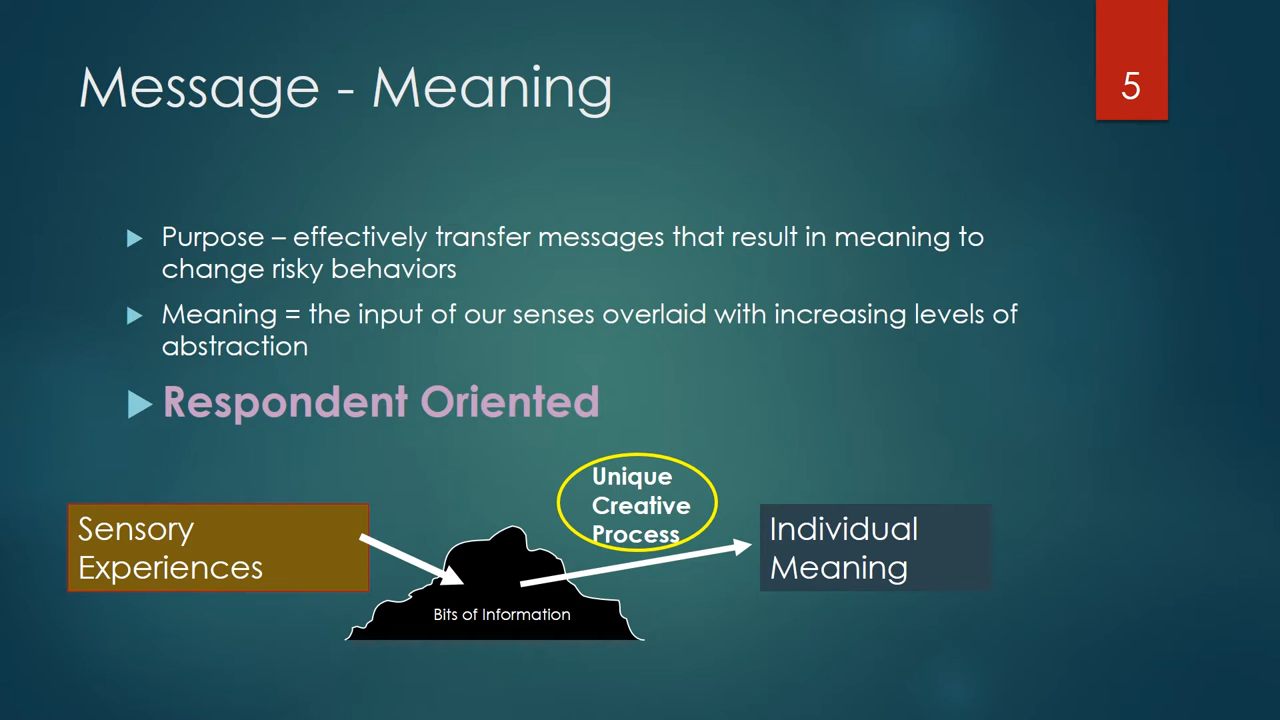 Message - Meaning
5
Purpose – effectively transfer messages that result in meaning to
change risky behaviors
Meaning = the input of our senses overlaid with increasing levels of
abstraction
Respondent Oriented
Unique
Creative
Process
Sensory
Experiences
Bits of Information
Individual
Meaning